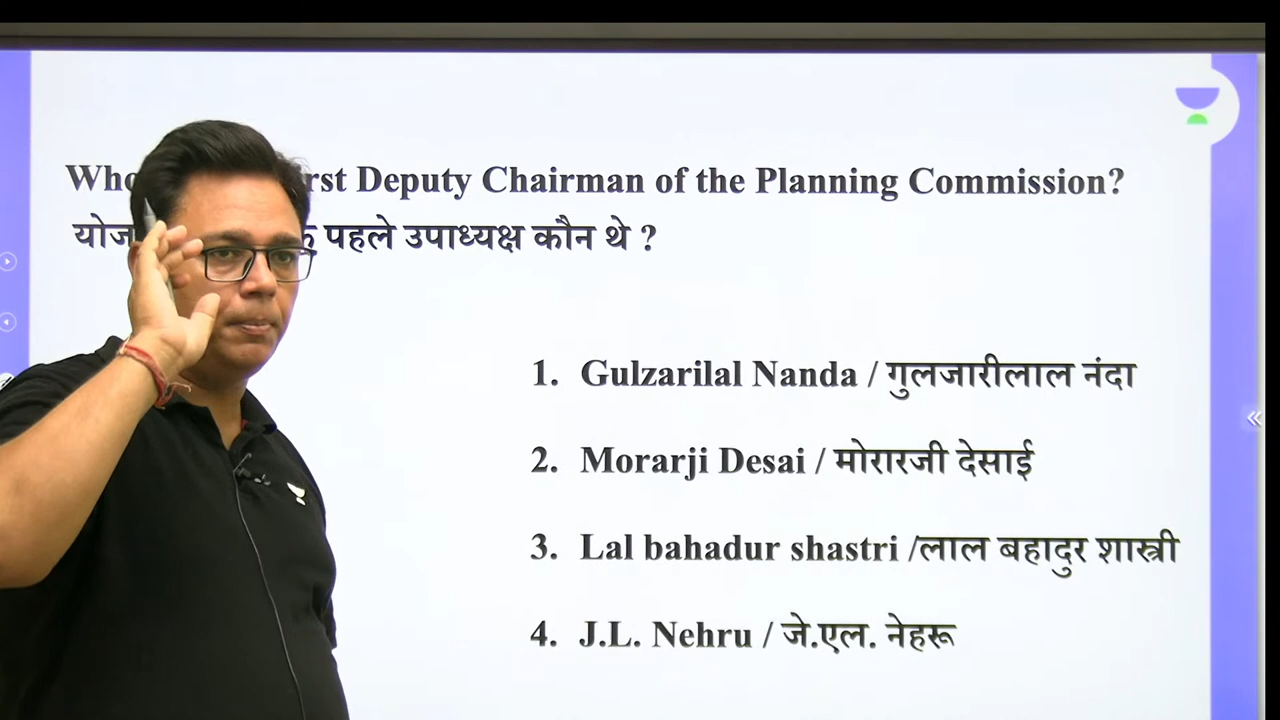 Who Deputy Chairman of the Planning Commission?
पहले उपाध्यक्ष कौन थे ?
1. Gulzarilal Nanda / गुलजारीलाल नंदा
2. Morarji Desai / मोरारजी देसाई
3. Lal bahadur shastri /लाल बहादुर शास्त्री
4. J.L. Nehru / जे.एल. नेहरू